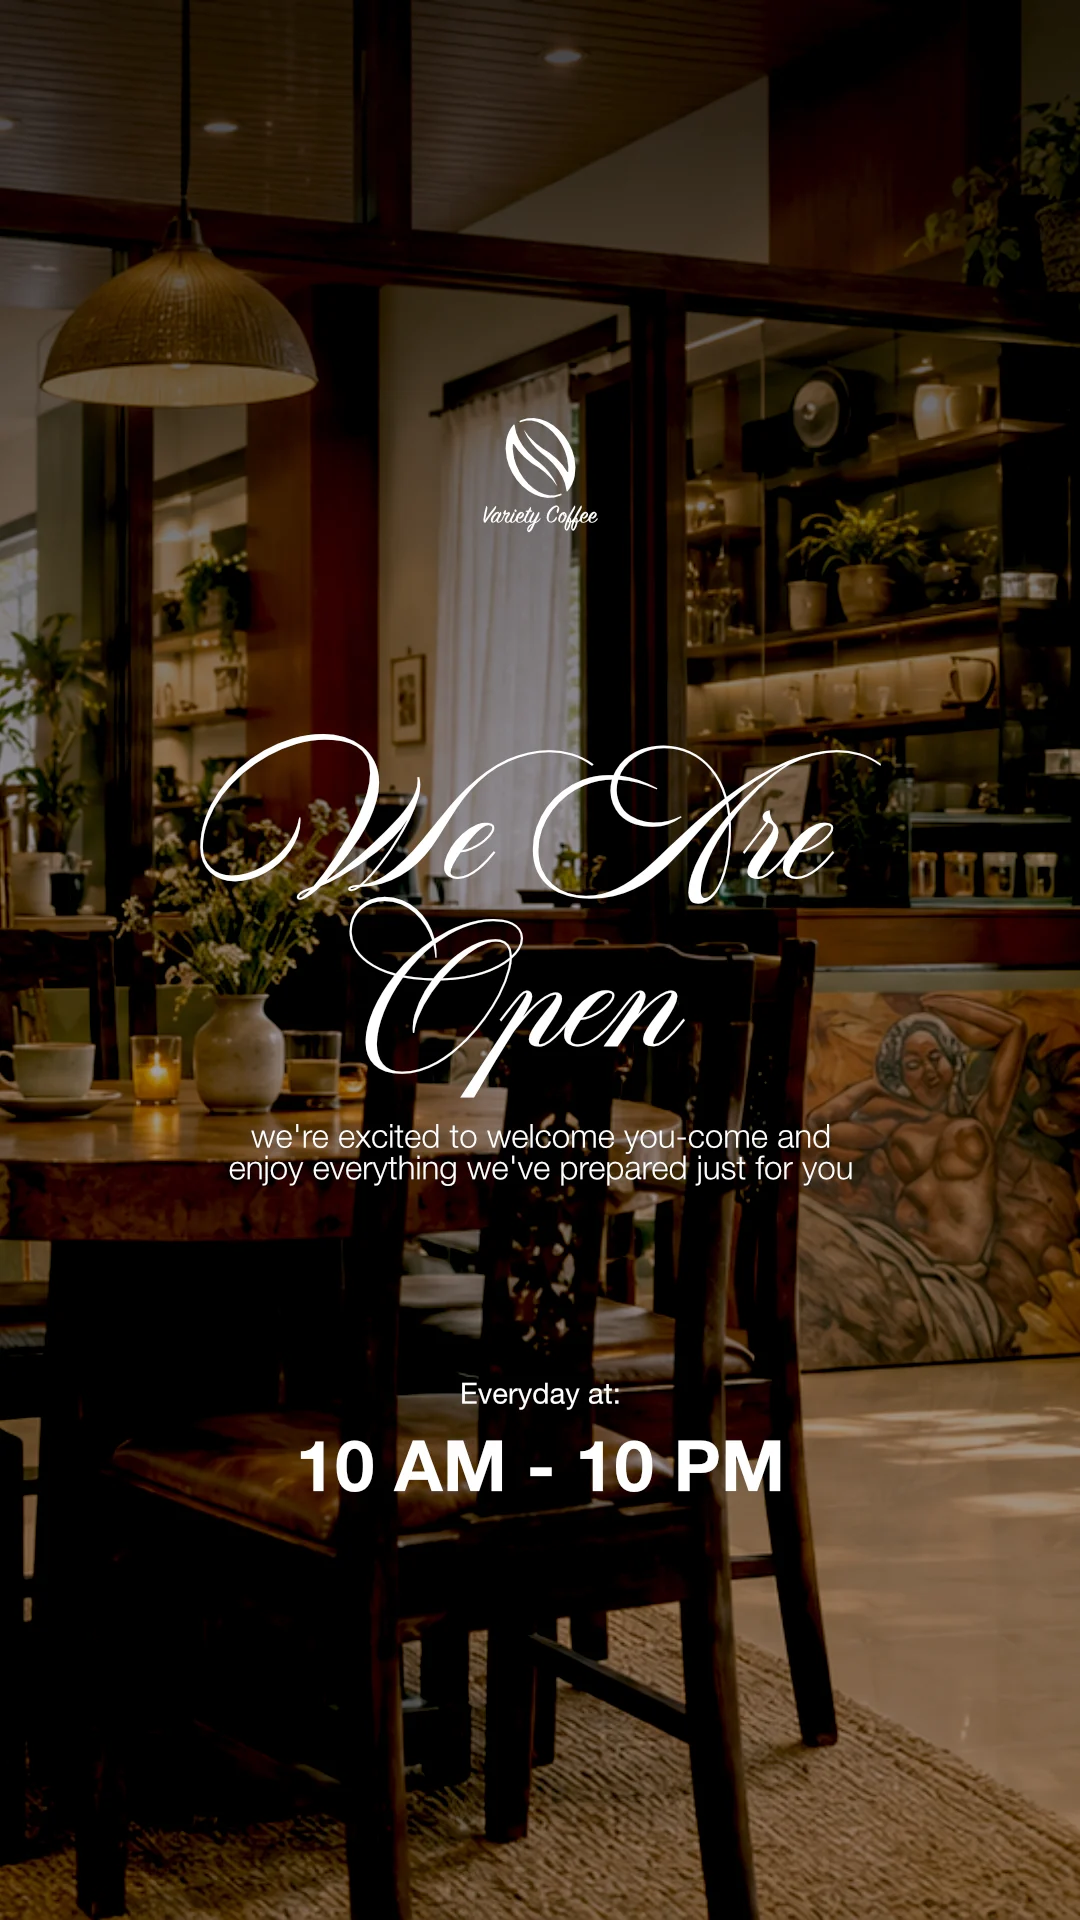 Variety Coffee
We Are
Open
we're excited to welcome you-come and
enjoy everything we've prepared just for you
Everyday at:
10 AM - 10 PM